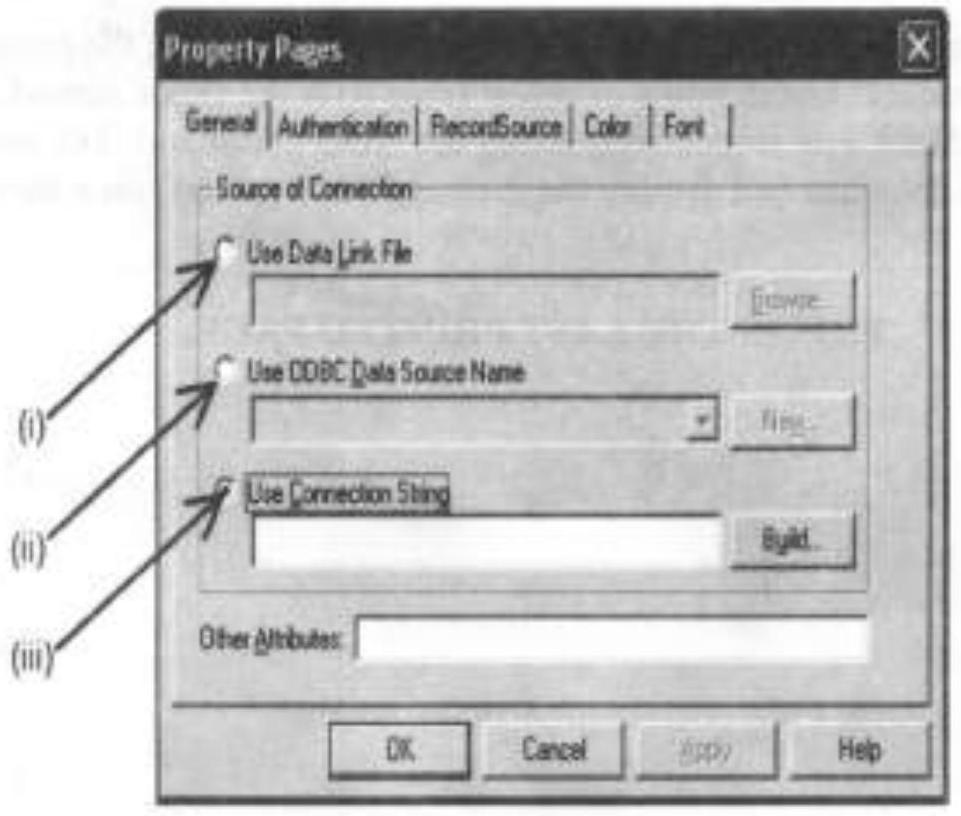 Property Pages
General Authentication RecordSource Color Font
Source of Connection
Use Data Link File
Browse...
(i)
Use ODBC Data Source Name
New...
(ii)
Use Connection String
Build...
(iii)
Other Attributes:
OK Cancel Apply Help